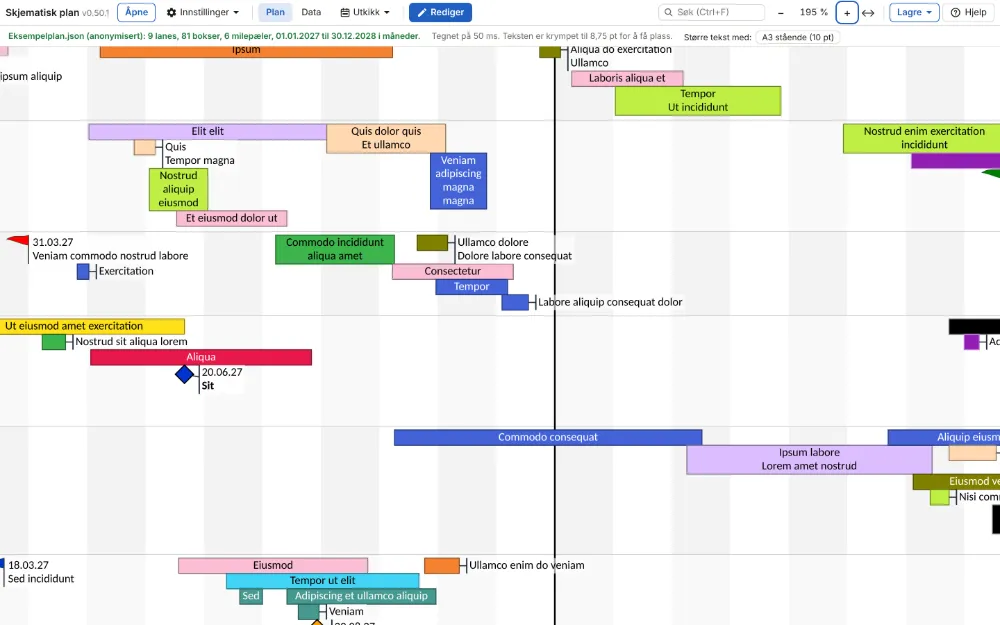 Skjematisk plan v0.50.1 Åpne Innstillinger Plan Data Utkikk Rediger Søk (Ctrl+F) 195 % Lagre Hjelp
Eksempelplan.json (anonymisert): 9 lanes, 81 bokser, 6 milepæler, 01.01.2027 til 30.12.2028 i måneder. Tegnet på 50 ms. Teksten er krympet til 8,75 pt for å få plass. Større tekst med: A3 stående (10 pt)
Ipsum
Aliqua do exercitation
Ullamco
ipsum aliquip
Laboris aliqua et
Tempor
Ut incididunt
Elit elit
Quis dolor quis
Et ullamco
Nostrud enim exercitation
incididunt
Quis
Tempor magna
Veniam
adipiscing
magna
magna
Nostrud
aliquip
eiusmod
Et eiusmod dolor ut
31.03.27
Veniam commodo nostrud labore
Commodo incididunt
aliqua amet
Ullamco dolore
Dolore labore consequat
Exercitation
Consectetur
Tempor
Labore aliquip consequat dolor
Ut eiusmod amet exercitation
Nostrud sit aliqua lorem
Aliqua
20.06.27
Sit
Commodo consequat
Aliquip eiusm
Ipsum labore
Lorem amet nostrud
Eiusmod ve
Nisi com
18.03.27
Sed incididunt
Eiusmod
Ullamco enim do veniam
Tempor ut elit
Sed
Adipiscing et ullamco aliquip
Veniam